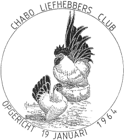 CHABO LIEFHEBBERS CLUB
OPGERICHT 19 JANUARI 1964